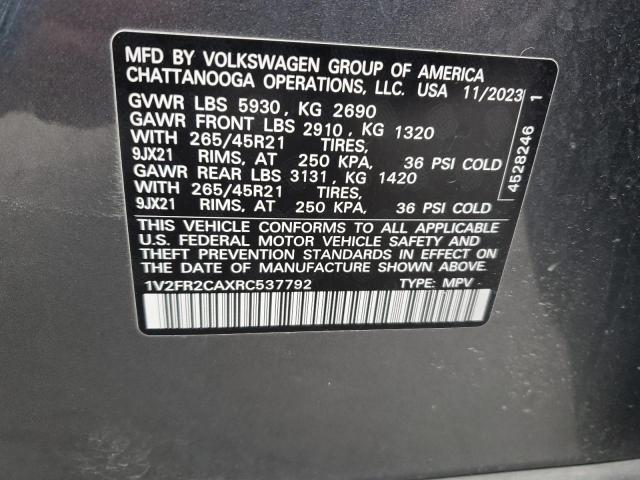 MFD BY VOLKSWAGEN GROUP OF AMERICA
CHATTANOOGA OPERATIONS, LLC. USA 11/2023
GVWR LBS 5930, KG 2690
GAWR FRONT LBS 2910, KG 1320
WITH 265/45R21 TIRES,
9JX21 RIMS, AT 250 KPA, 36 PSI COLD
GAWR REAR LBS 3131, KG 1420
WITH 265/45R21 TIRES,
9JX21 RIMS, AT 250 KPA, 36 PSI COLD
THIS VEHICLE CONFORMS TO ALL APPLICABLE
U.S. FEDERAL MOTOR VEHICLE SAFETY AND
THEFT PREVENTION STANDARDS IN EFFECT ON
THE DATE OF MANUFACTURE SHOWN ABOVE.
1V2FR2CAXRC537792 TYPE: MPV
4528246 1